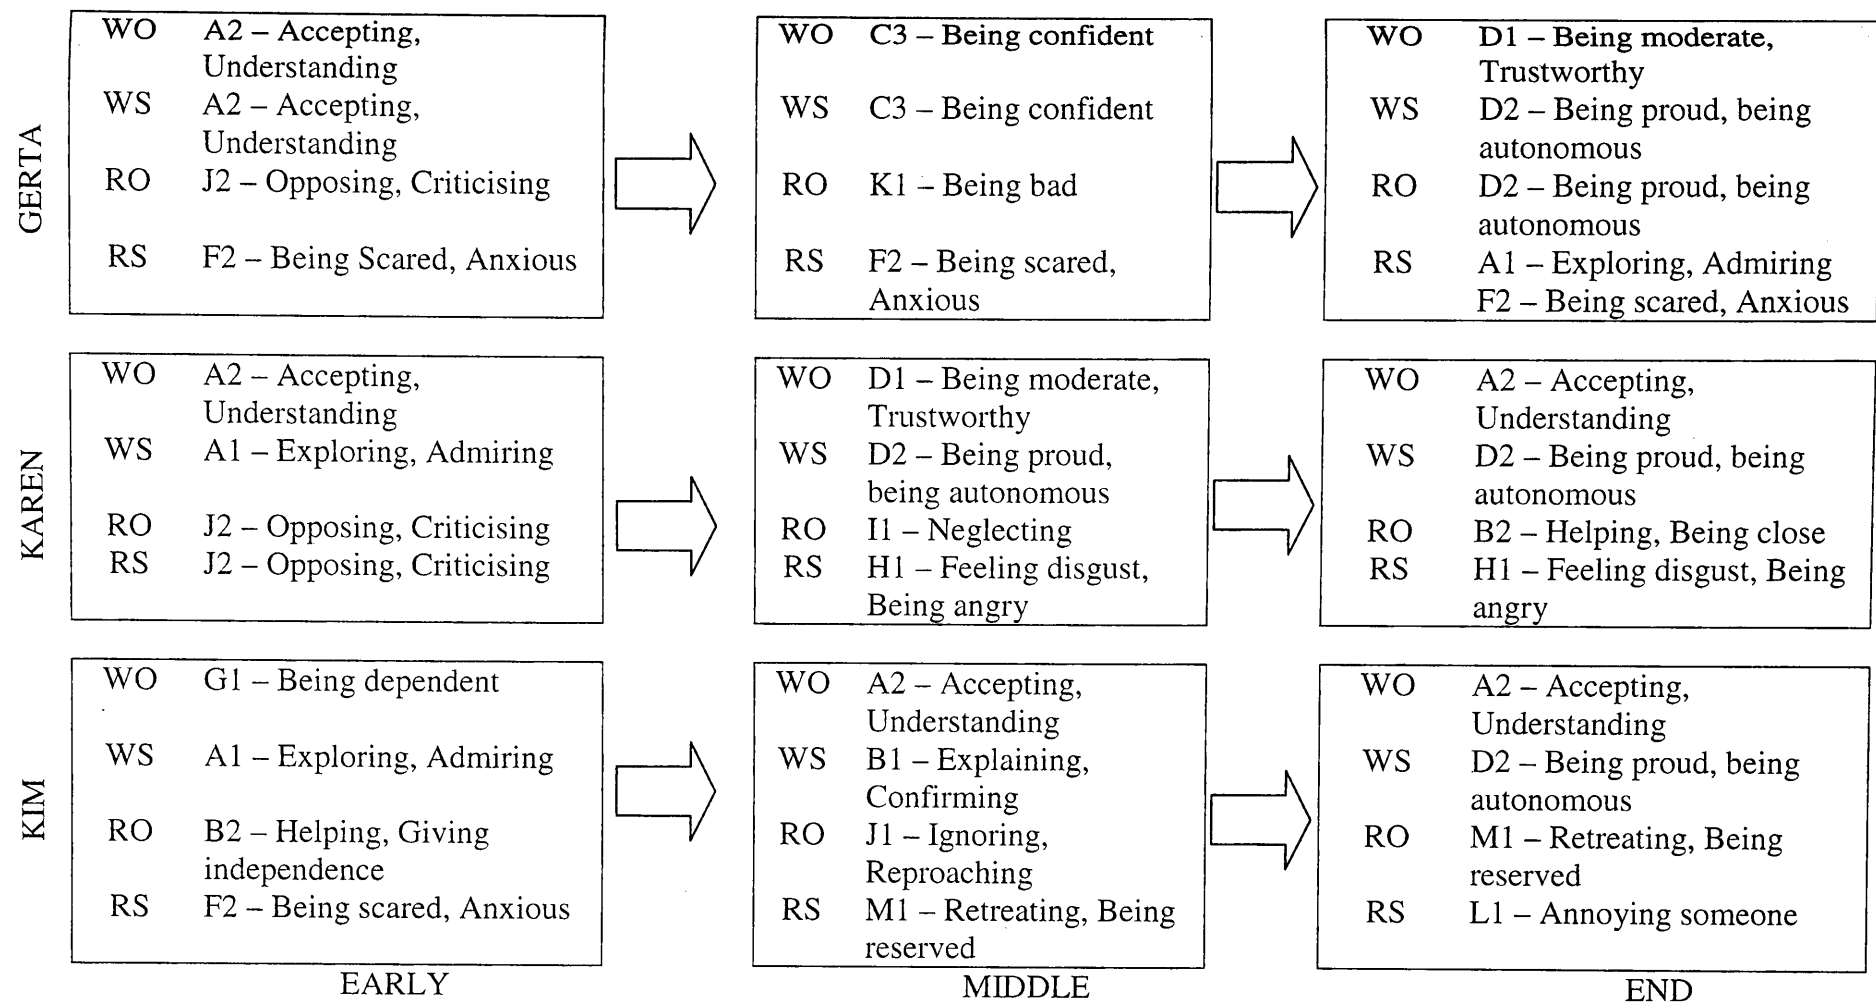 GERTA
WO A2 – Accepting,
Understanding
WS A2 – Accepting,
Understanding
RO J2 – Opposing, Criticising
RS F2 – Being Scared, Anxious
WO C3 – Being confident
WS C3 – Being confident
RO K1 – Being bad
RS F2 – Being scared,
Anxious
WO D1 – Being moderate,
Trustworthy
WS D2 – Being proud, being
autonomous
RO D2 – Being proud, being
autonomous
RS A1 – Exploring, Admiring
F2 – Being scared, Anxious
KAREN
WO A2 – Accepting,
Understanding
WS A1 – Exploring, Admiring
RO J2 – Opposing, Criticising
RS J2 – Opposing, Criticising
WO D1 – Being moderate,
Trustworthy
WS D2 – Being proud,
being autonomous
RO I1 – Neglecting
RS H1 – Feeling disgust,
Being angry
WO A2 – Accepting,
Understanding
WS D2 – Being proud, being
autonomous
RO B2 – Helping, Being close
RS H1 – Feeling disgust, Being
angry
KIM
WO G1 – Being dependent
WS A1 – Exploring, Admiring
RO B2 – Helping, Giving
independence
RS F2 – Being scared, Anxious
WO A2 – Accepting,
Understanding
WS B1 – Explaining,
Confirming
RO J1 – Ignoring,
Reproaching
RS M1 – Retreating, Being
reserved
WO A2 – Accepting,
Understanding
WS D2 – Being proud, being
autonomous
RO M1 – Retreating, Being
reserved
RS L1 – Annoying someone
EARLY
MIDDLE
END